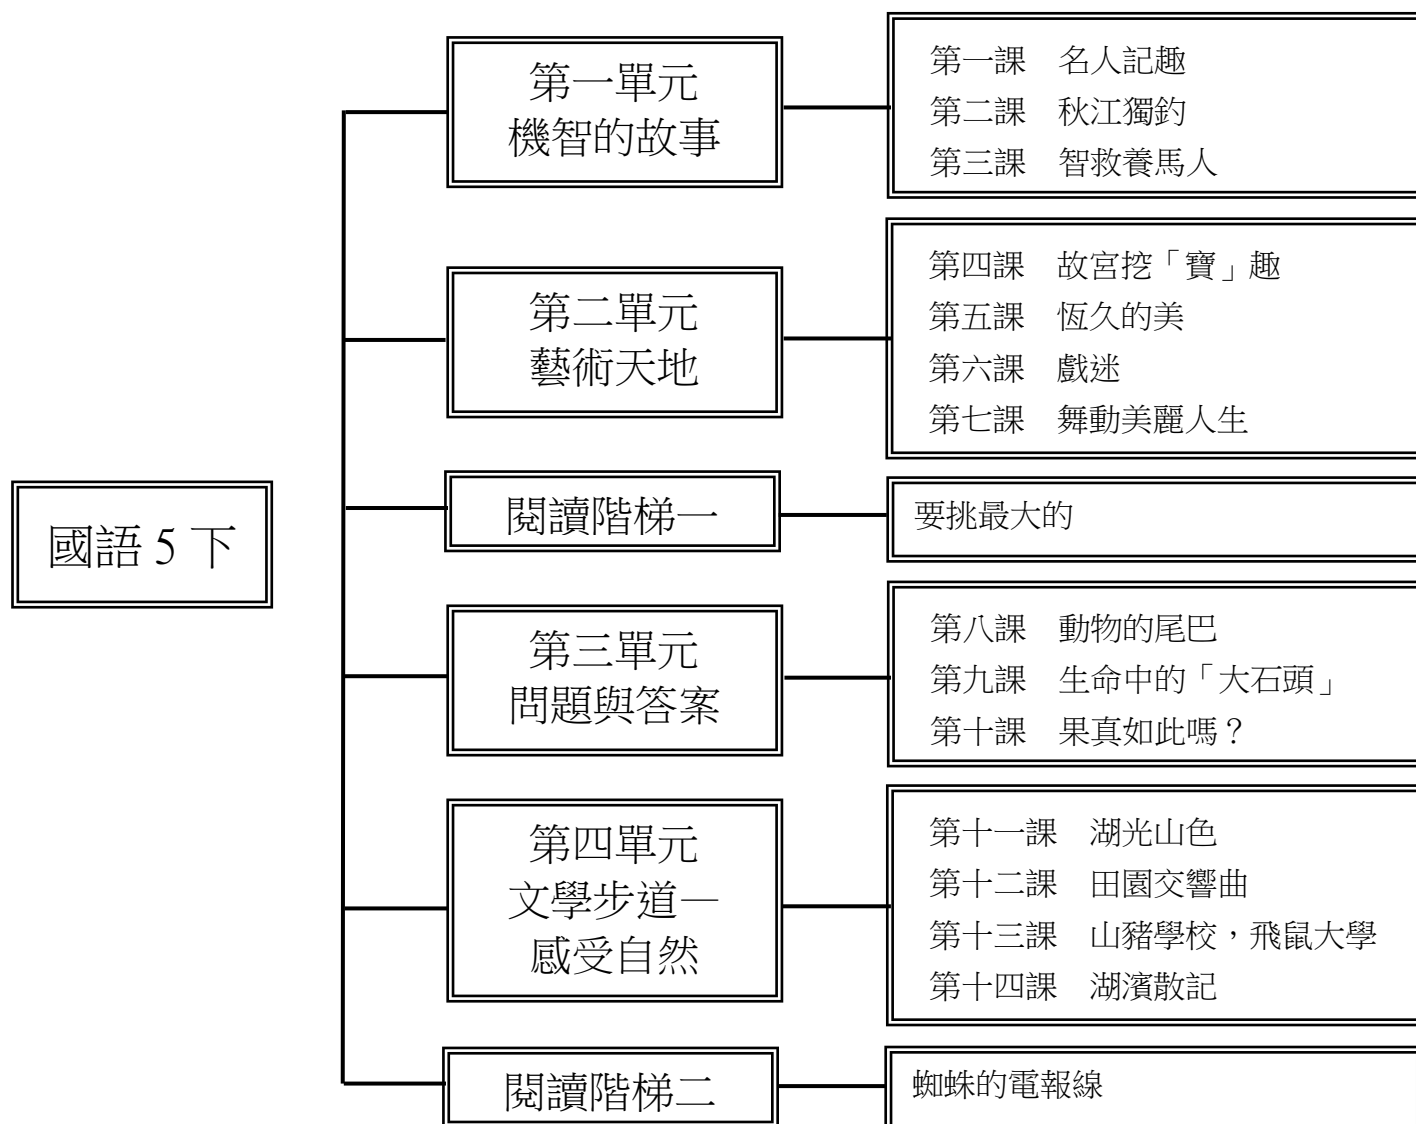 國語 5 下
第一單元
機智的故事
第一課　名人記趣
第二課　秋江獨釣
第三課　智救養馬人
第二單元
藝術天地
第四課　故宮挖「寶」趣
第五課　恆久的美
第六課　戲迷
第七課　舞動美麗人生
閱讀階梯一
要挑最大的
第三單元
問題與答案
第八課　動物的尾巴
第九課　生命中的「大石頭」
第十課　果真如此嗎？
第四單元
文學步道—
感受自然
第十一課　湖光山色
第十二課　田園交響曲
第十三課　山豬學校，飛鼠大學
第十四課　湖濱散記
閱讀階梯二
蜘蛛的電報線